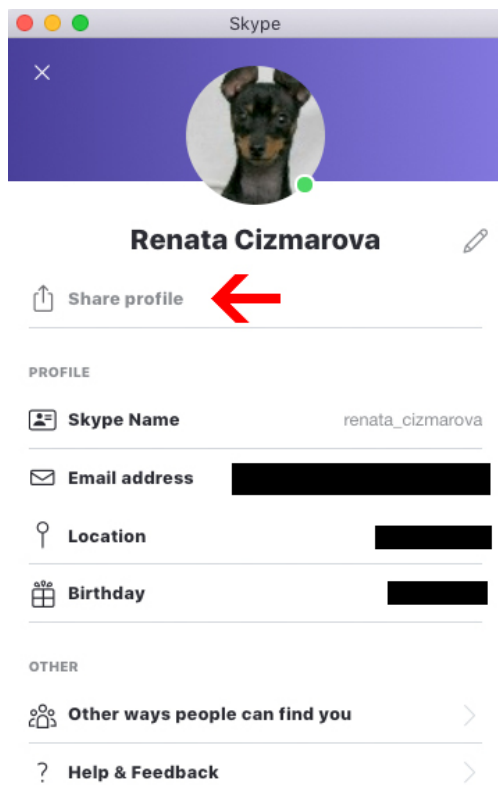 Skype
Renata Cizmarova
Share profile
PROFILE
Skype Name renata_cizmarova
Email address
Location
Birthday
OTHER
Other ways people can find you
Help & Feedback